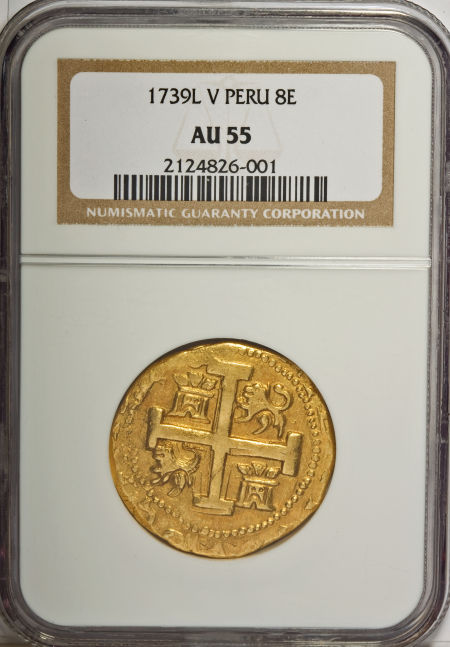 1739L V PERU 8E
AU 55
2124826-001
NUMISMATIC GUARANTY CORPORATION